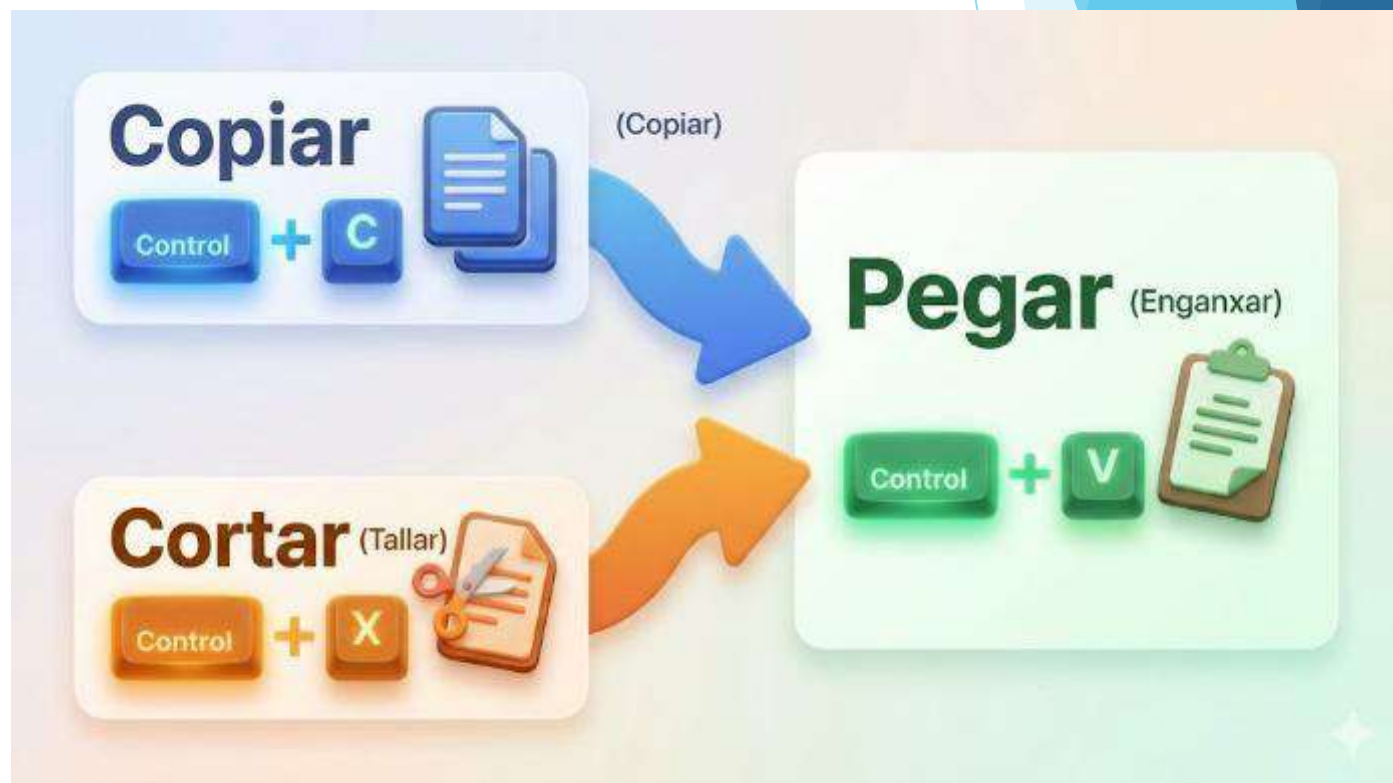 Copiar
Control + C
(Copiar)
Cortar (Tallar)
Control + X
Pegar (Enganxar)
Control + V